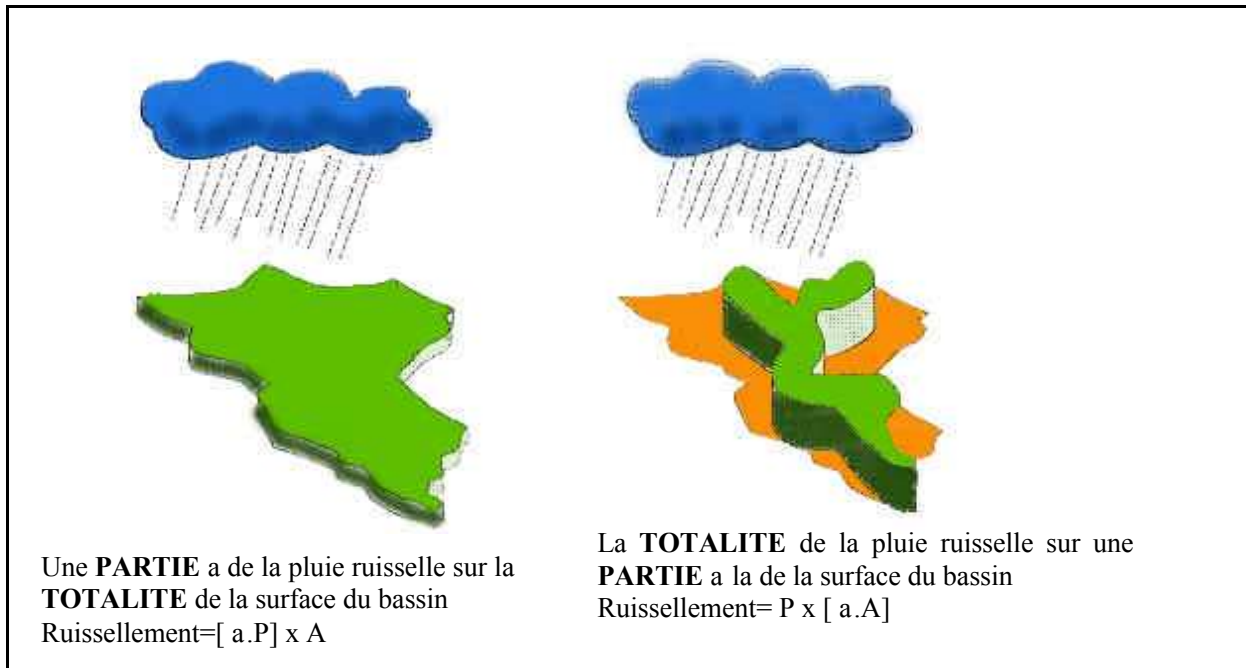 Une PARTIE a de la pluie ruisselle sur la
TOTALITE de la surface du bassin
Ruissellement=[ a.P] x A
La TOTALITE de la pluie ruisselle sur une
PARTIE a la de la surface du bassin
Ruissellement= P x [ a.A]